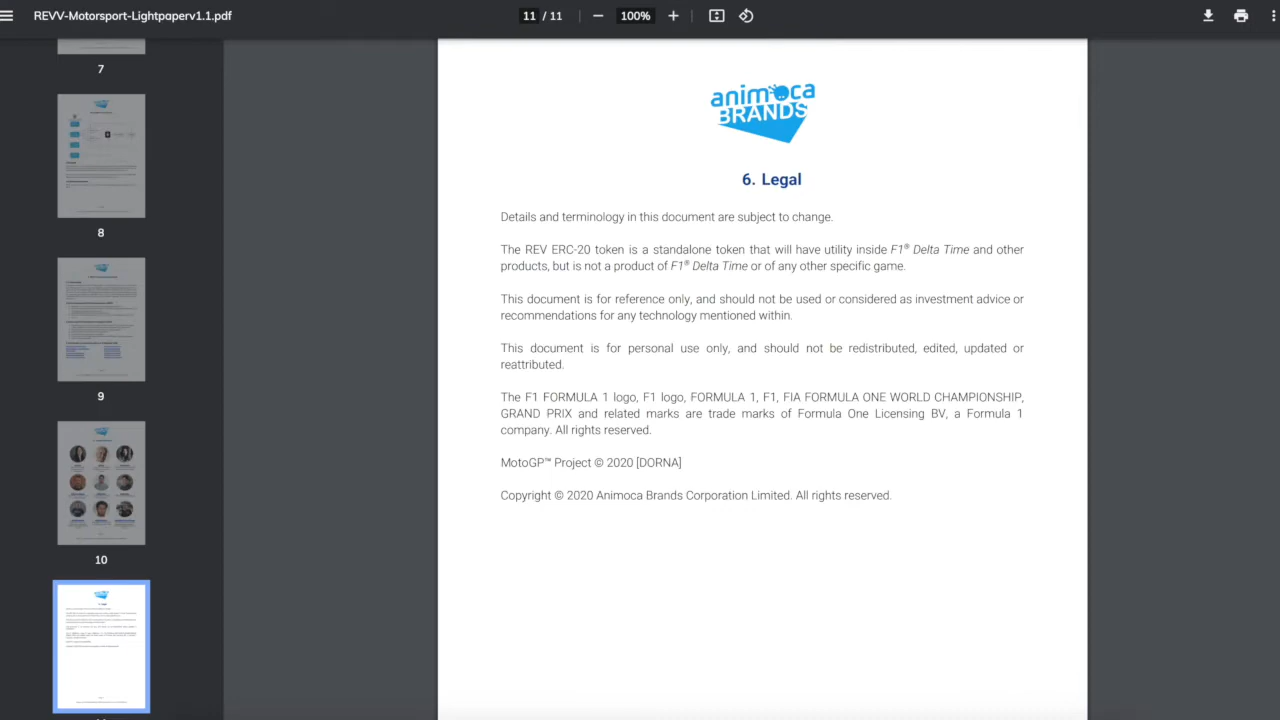 REVV-Motorsport-Lightpaperv1.1.pdf
11 / 11
100%
7
8
9
10
animoca
BRANDS
6. Legal
Details and terminology in this document are subject to change.
The REV ERC-20 token is a standalone token that will have utility inside F1® Delta Time and other
products, but is not a product of F1® Delta Time or of any other specific game.
This document is for reference only, and should not be used or considered as investment advice or
recommendations for any technology mentioned within.
This document is for personal use only, and should not be redistributed, edited, updated or
reattributed.
The F1 FORMULA 1 logo, F1 logo, FORMULA 1, F1, FIA FORMULA ONE WORLD CHAMPIONSHIP,
GRAND PRIX and related marks are trade marks of Formula One Licensing BV, a Formula 1
company. All rights reserved.
MotoGP™ Project © 2020 [DORNA]
Copyright © 2020 Animoca Brands Corporation Limited. All rights reserved.